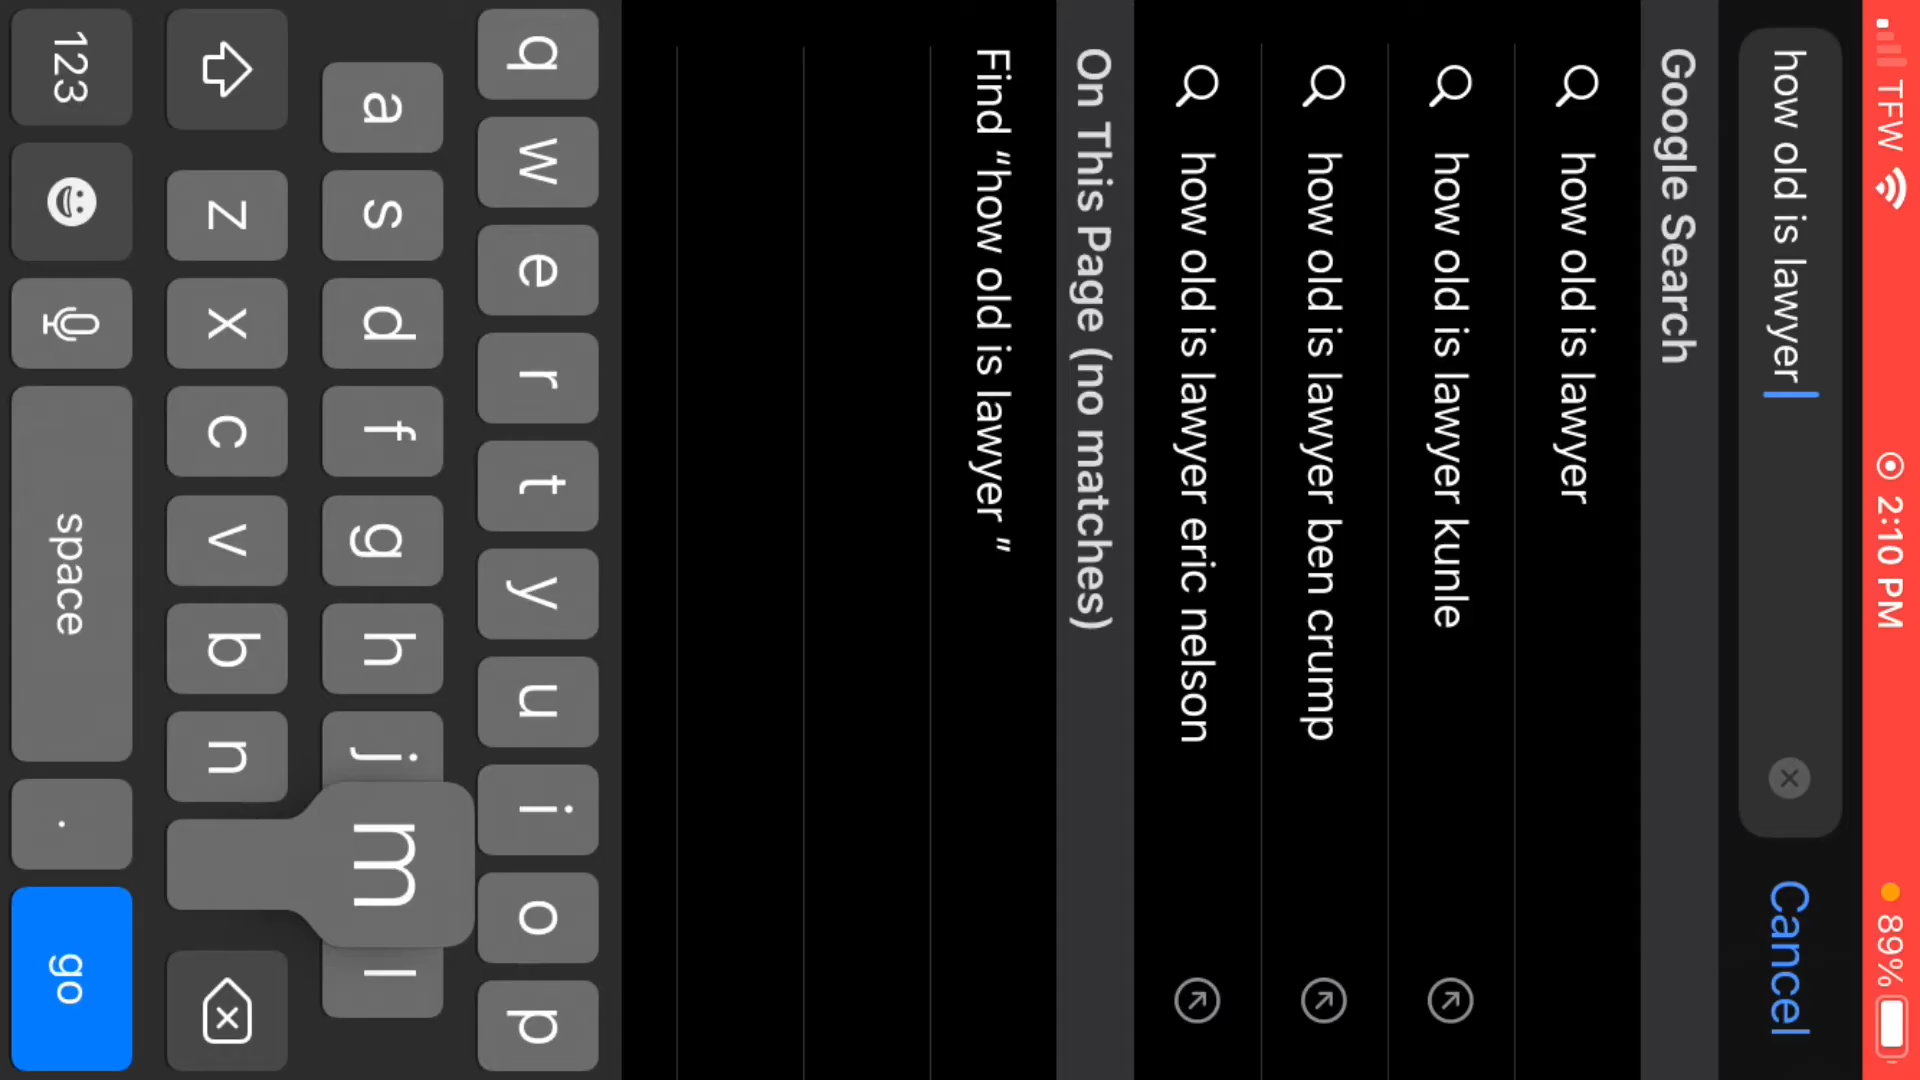 TFW 2:10 PM 89%
how old is lawyer Cancel
Google Search
how old is lawyer
how old is lawyer kunle
how old is lawyer ben crump
how old is lawyer eric nelson
On This Page (no matches)
Find “how old is lawyer ”
q w e r t y u i o p
a s d f g h j l
z x c v b n m
123 space . go